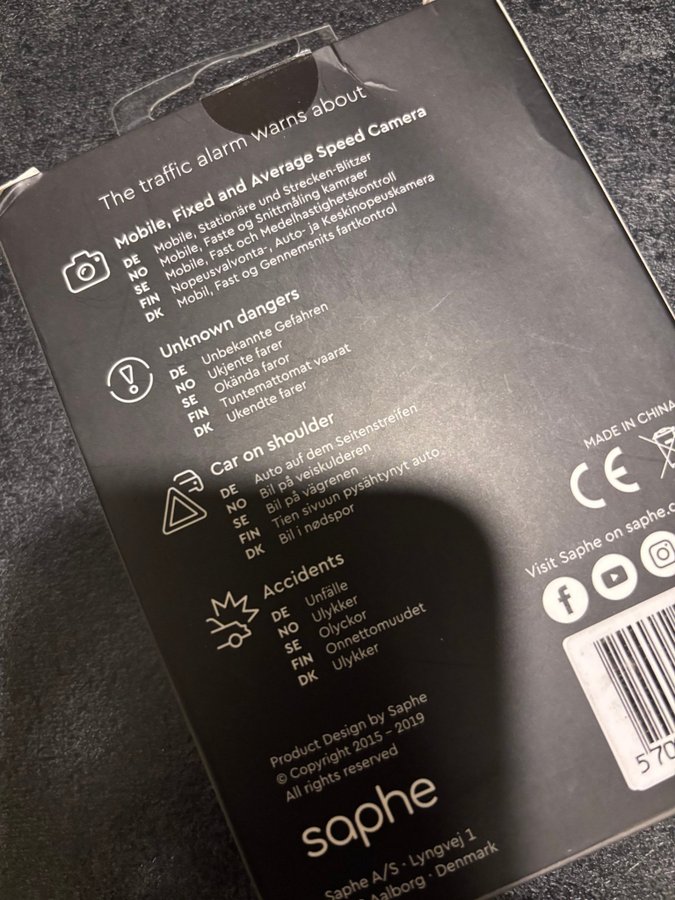 The traffic alarm warns about
Mobile, Fixed and Average Speed Camera
DE Mobile, Stationäre und Strecken-Blitzer
NO Mobile, Faste og Snittmåling kamraer
SE Mobile, Fast och Medelhastighetskontroll
FIN Nopeusvalvonta-, Auto- ja Keskinopeuskamera
DK Mobil, Fast og Gennemsnits fartkontrol
Unknown dangers
DE Unbekannte Gefahren
NO Ukjente farer
SE Okända faror
FIN Tuntemattomat vaarat
DK Ukendte farer
Car on shoulder
DE Auto auf dem Seitenstreifen
NO Bil på veiskulderen
SE Bil på vägrenen
FIN Tien sivuun pysähtynyt auto
DK Bil i nødspor
Accidents
DE Unfälle
NO Ulykker
SE Olyckor
FIN Onnettomuudet
DK Ulykker
Product Design by Saphe
© Copyright 2015 – 2019
All rights reserved
saphe
Saphe A/S · Lyngvej 1
Aalborg · Denmark
MADE IN CHINA
CE
Visit Saphe on saphe.c
f
5 70